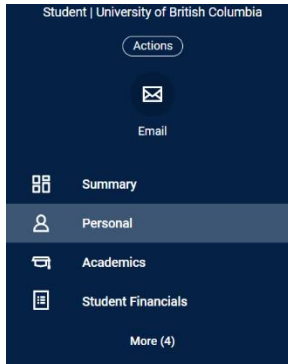 Student | University of British Columbia
Actions
Email
Summary
Personal
Academics
Student Financials
More (4)